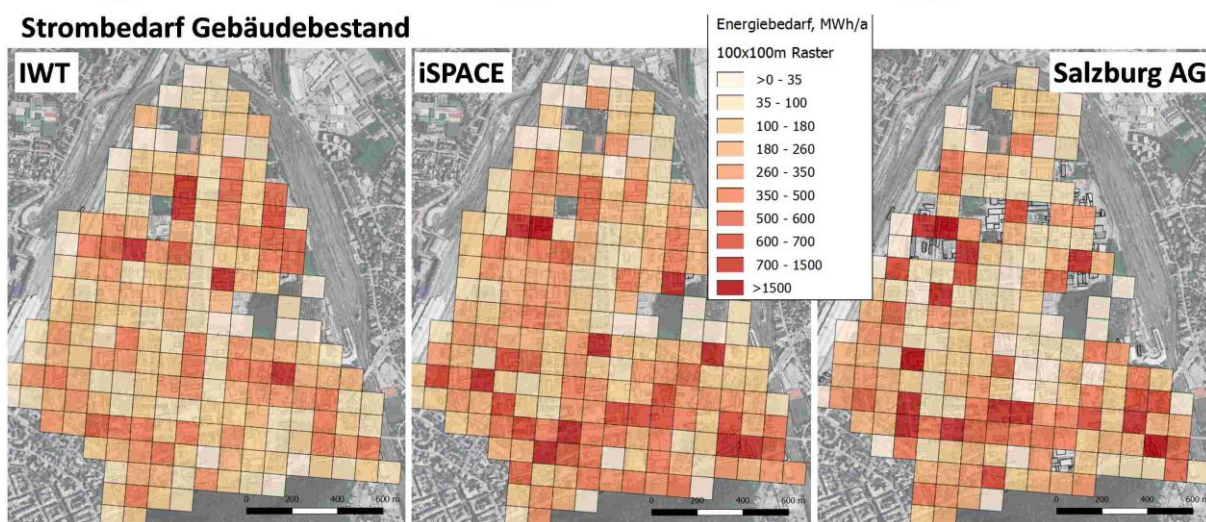 Strombedarf Gebäudebestand
IWT
iSPACE
Salzburg AG
Energiebedarf, MWh/a
100x100m Raster
>0 - 35
35 - 100
100 - 180
180 - 260
260 - 350
350 - 500
500 - 600
600 - 700
700 - 1500
>1500
0 200 400 600 m
0 200 400 600 m
0 200 400 600 m